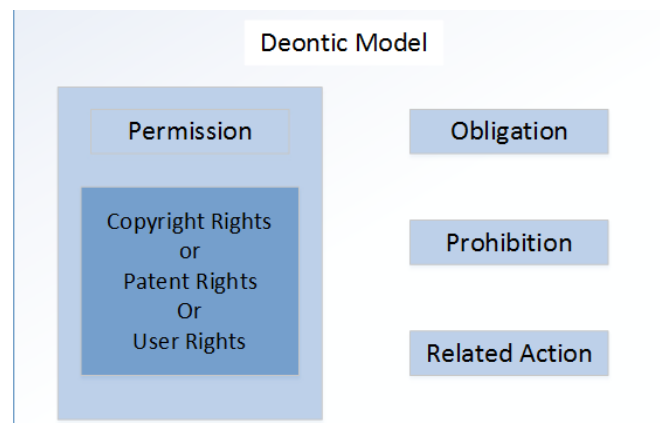 Deontic Model
Permission
Copyright Rights
or
Patent Rights
Or
User Rights
Obligation
Prohibition
Related Action